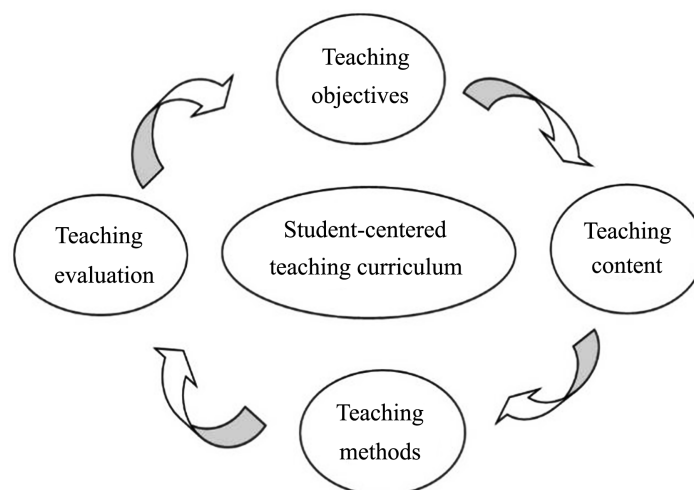 Teaching
objectives
Teaching
evaluation
Student-centered
teaching curriculum
Teaching
content
Teaching
methods